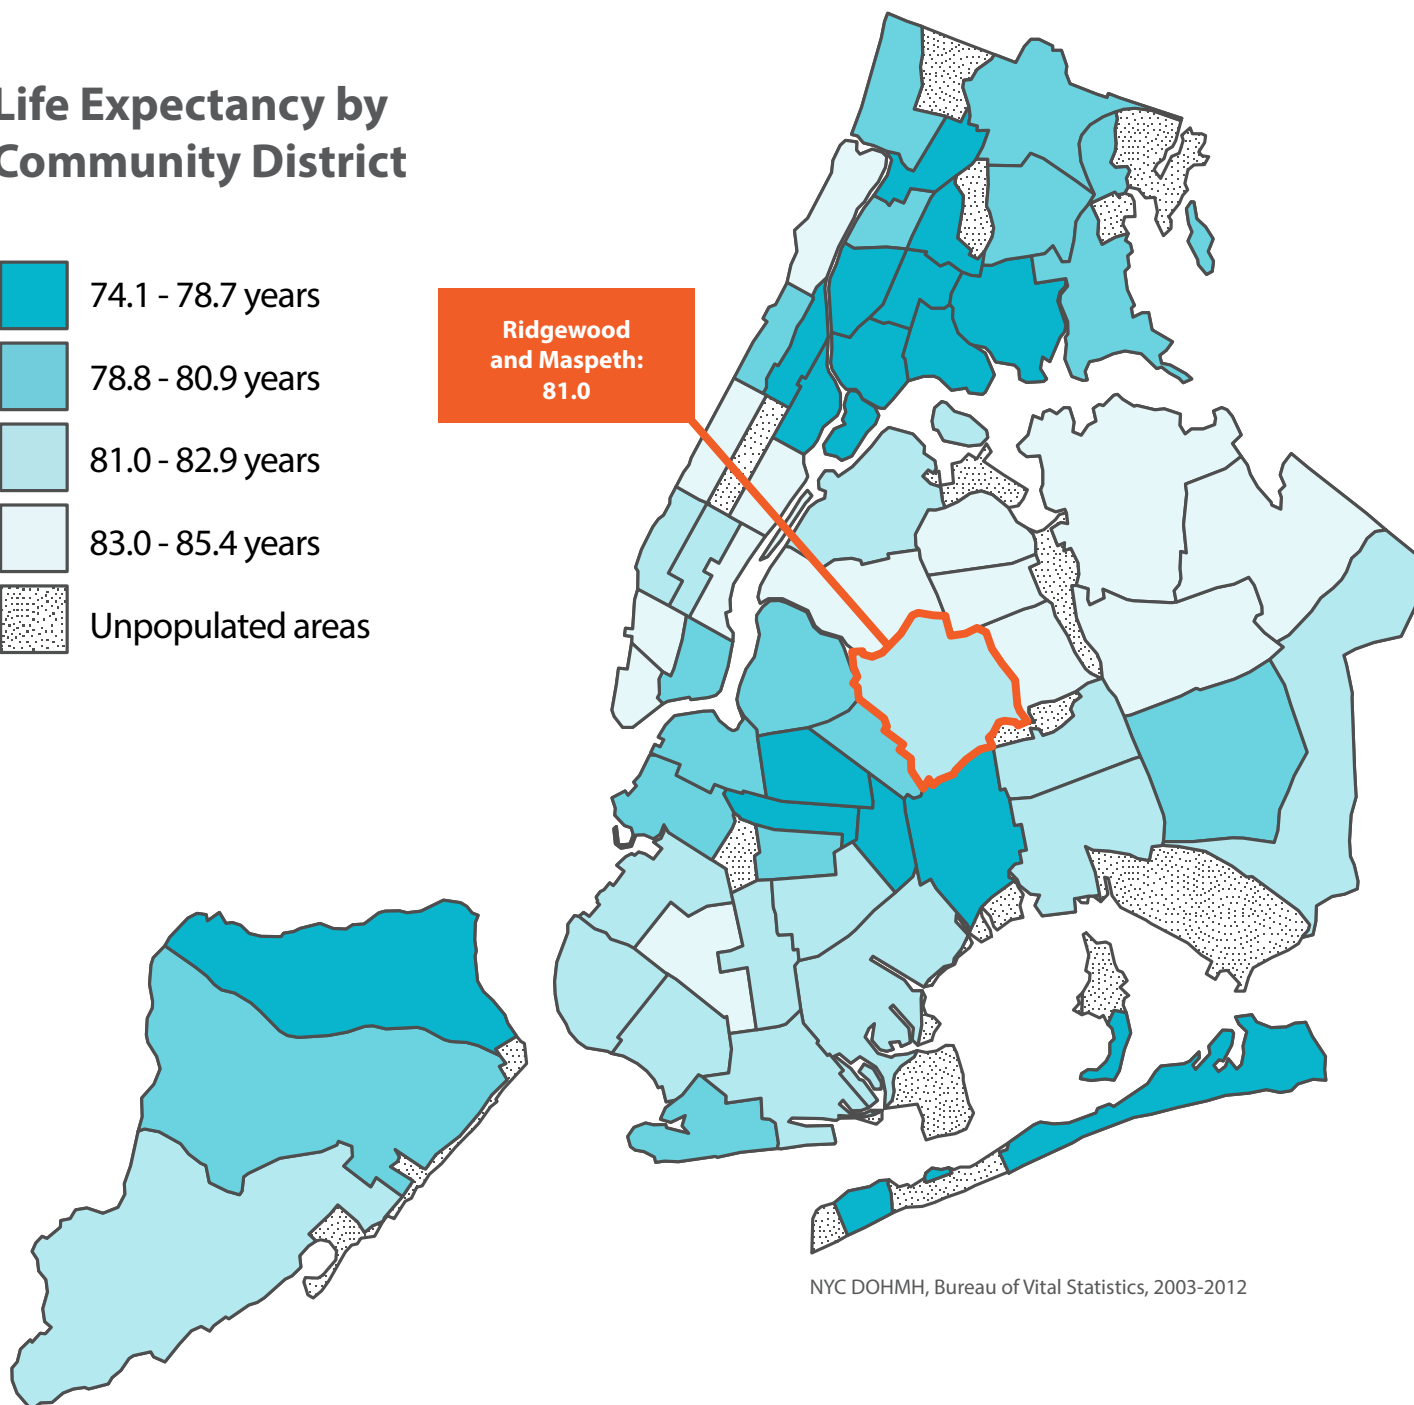 Life Expectancy by
Community District
74.1 - 78.7 years
78.8 - 80.9 years
81.0 - 82.9 years
83.0 - 85.4 years
Unpopulated areas
Ridgewood
and Maspeth:
81.0
NYC DOHMH, Bureau of Vital Statistics, 2003-2012